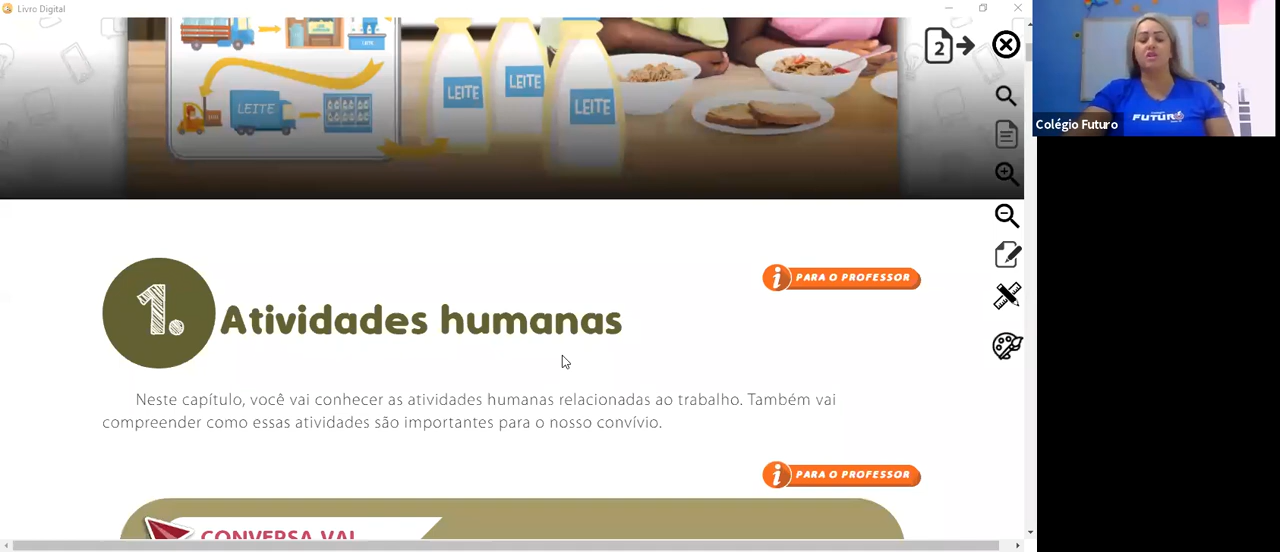 Livro Digital
LEITE
LEITE
LEITE
LEITE
LEITE
2
FUTURO
Colégio Futuro
PARA O PROFESSOR
1. Atividades humanas
Neste capítulo, você vai conhecer as atividades humanas relacionadas ao trabalho. Também vai
compreender como essas atividades são importantes para o nosso convívio.
PARA O PROFESSOR
CONVERSA VAI